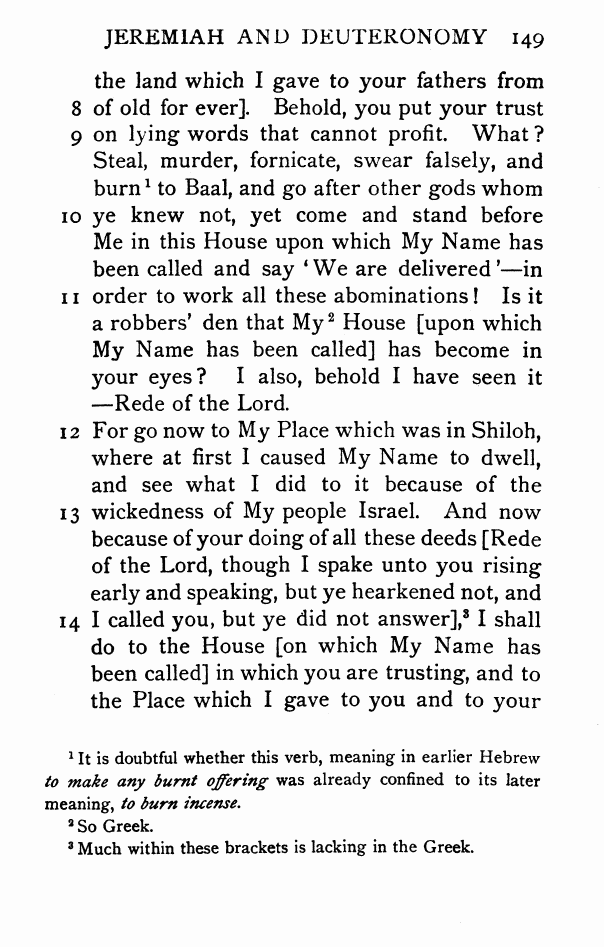 JEREMIAH AND DEUTERONOMY 149
the land which I gave to your fathers from
8 of old for ever]. Behold, you put your trust
9 on lying words that cannot profit. What?
Steal, murder, fornicate, swear falsely, and
burn¹ to Baal, and go after other gods whom
10 ye knew not, yet come and stand before
Me in this House upon which My Name has
been called and say ‘We are delivered’—in
11 order to work all these abominations! Is it
a robbers’ den that My² House [upon which
My Name has been called] has become in
your eyes? I also, behold I have seen it
—Rede of the Lord.
12 For go now to My Place which was in Shiloh,
where at first I caused My Name to dwell,
and see what I did to it because of the
13 wickedness of My people Israel. And now
because of your doing of all these deeds [Rede
of the Lord, though I spake unto you rising
early and speaking, but ye hearkened not, and
14 I called you, but ye did not answer],³ I shall
do to the House [on which My Name has
been called] in which you are trusting, and to
the Place which I gave to you and to your
¹ It is doubtful whether this verb, meaning in earlier Hebrew
to make any burnt offering was already confined to its later
meaning, to burn incense.
² So Greek.
³ Much within these brackets is lacking in the Greek.